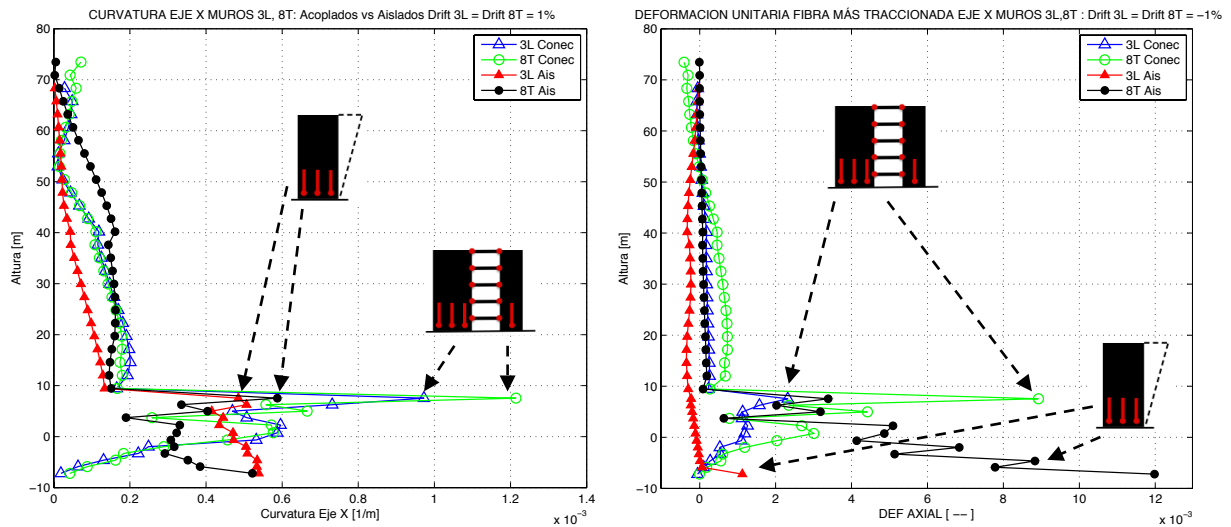 CURVATURA EJE X MUROS 3L, 8T: Acoplados vs Aislados Drift 3L = Drift 8T = 1%
80
70
60
50
40
30
20
10
0
−10
Altura [m]
3L Conec
8T Conec
3L Ais
8T Ais
0 0.2 0.4 0.6 0.8 1 1.2 1.4
x 10⁻³
Curvatura Eje X [1/m]
DEFORMACION UNITARIA FIBRA MÁS TRACCIONADA EJE X MUROS 3L,8T : Drift 3L = Drift 8T = −1%
80
70
60
50
40
30
20
10
0
−10
Altura [m]
3L Conec
8T Conec
3L Ais
8T Ais
0 2 4 6 8 10 12
x 10⁻³
DEF AXIAL [ −− ]